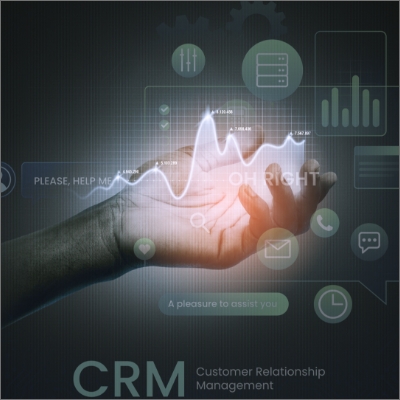 PLEASE, HELP ME
OH RIGHT
A pleasure to assist you
CRM
Customer Relationship
Management